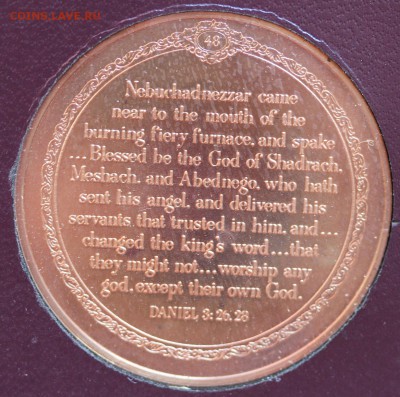 COINS.LAVE.RU
48
Nebuchadnezzar came
near to the mouth of the
burning fiery furnace, and spake
...Blessed be the God of Shadrach,
Meshach, and Abednego, who hath
sent his angel, and delivered his
servants that trusted in him, and...
changed the king's word...that
they might not...worship any
god, except their own God.
DANIEL 3: 26, 28